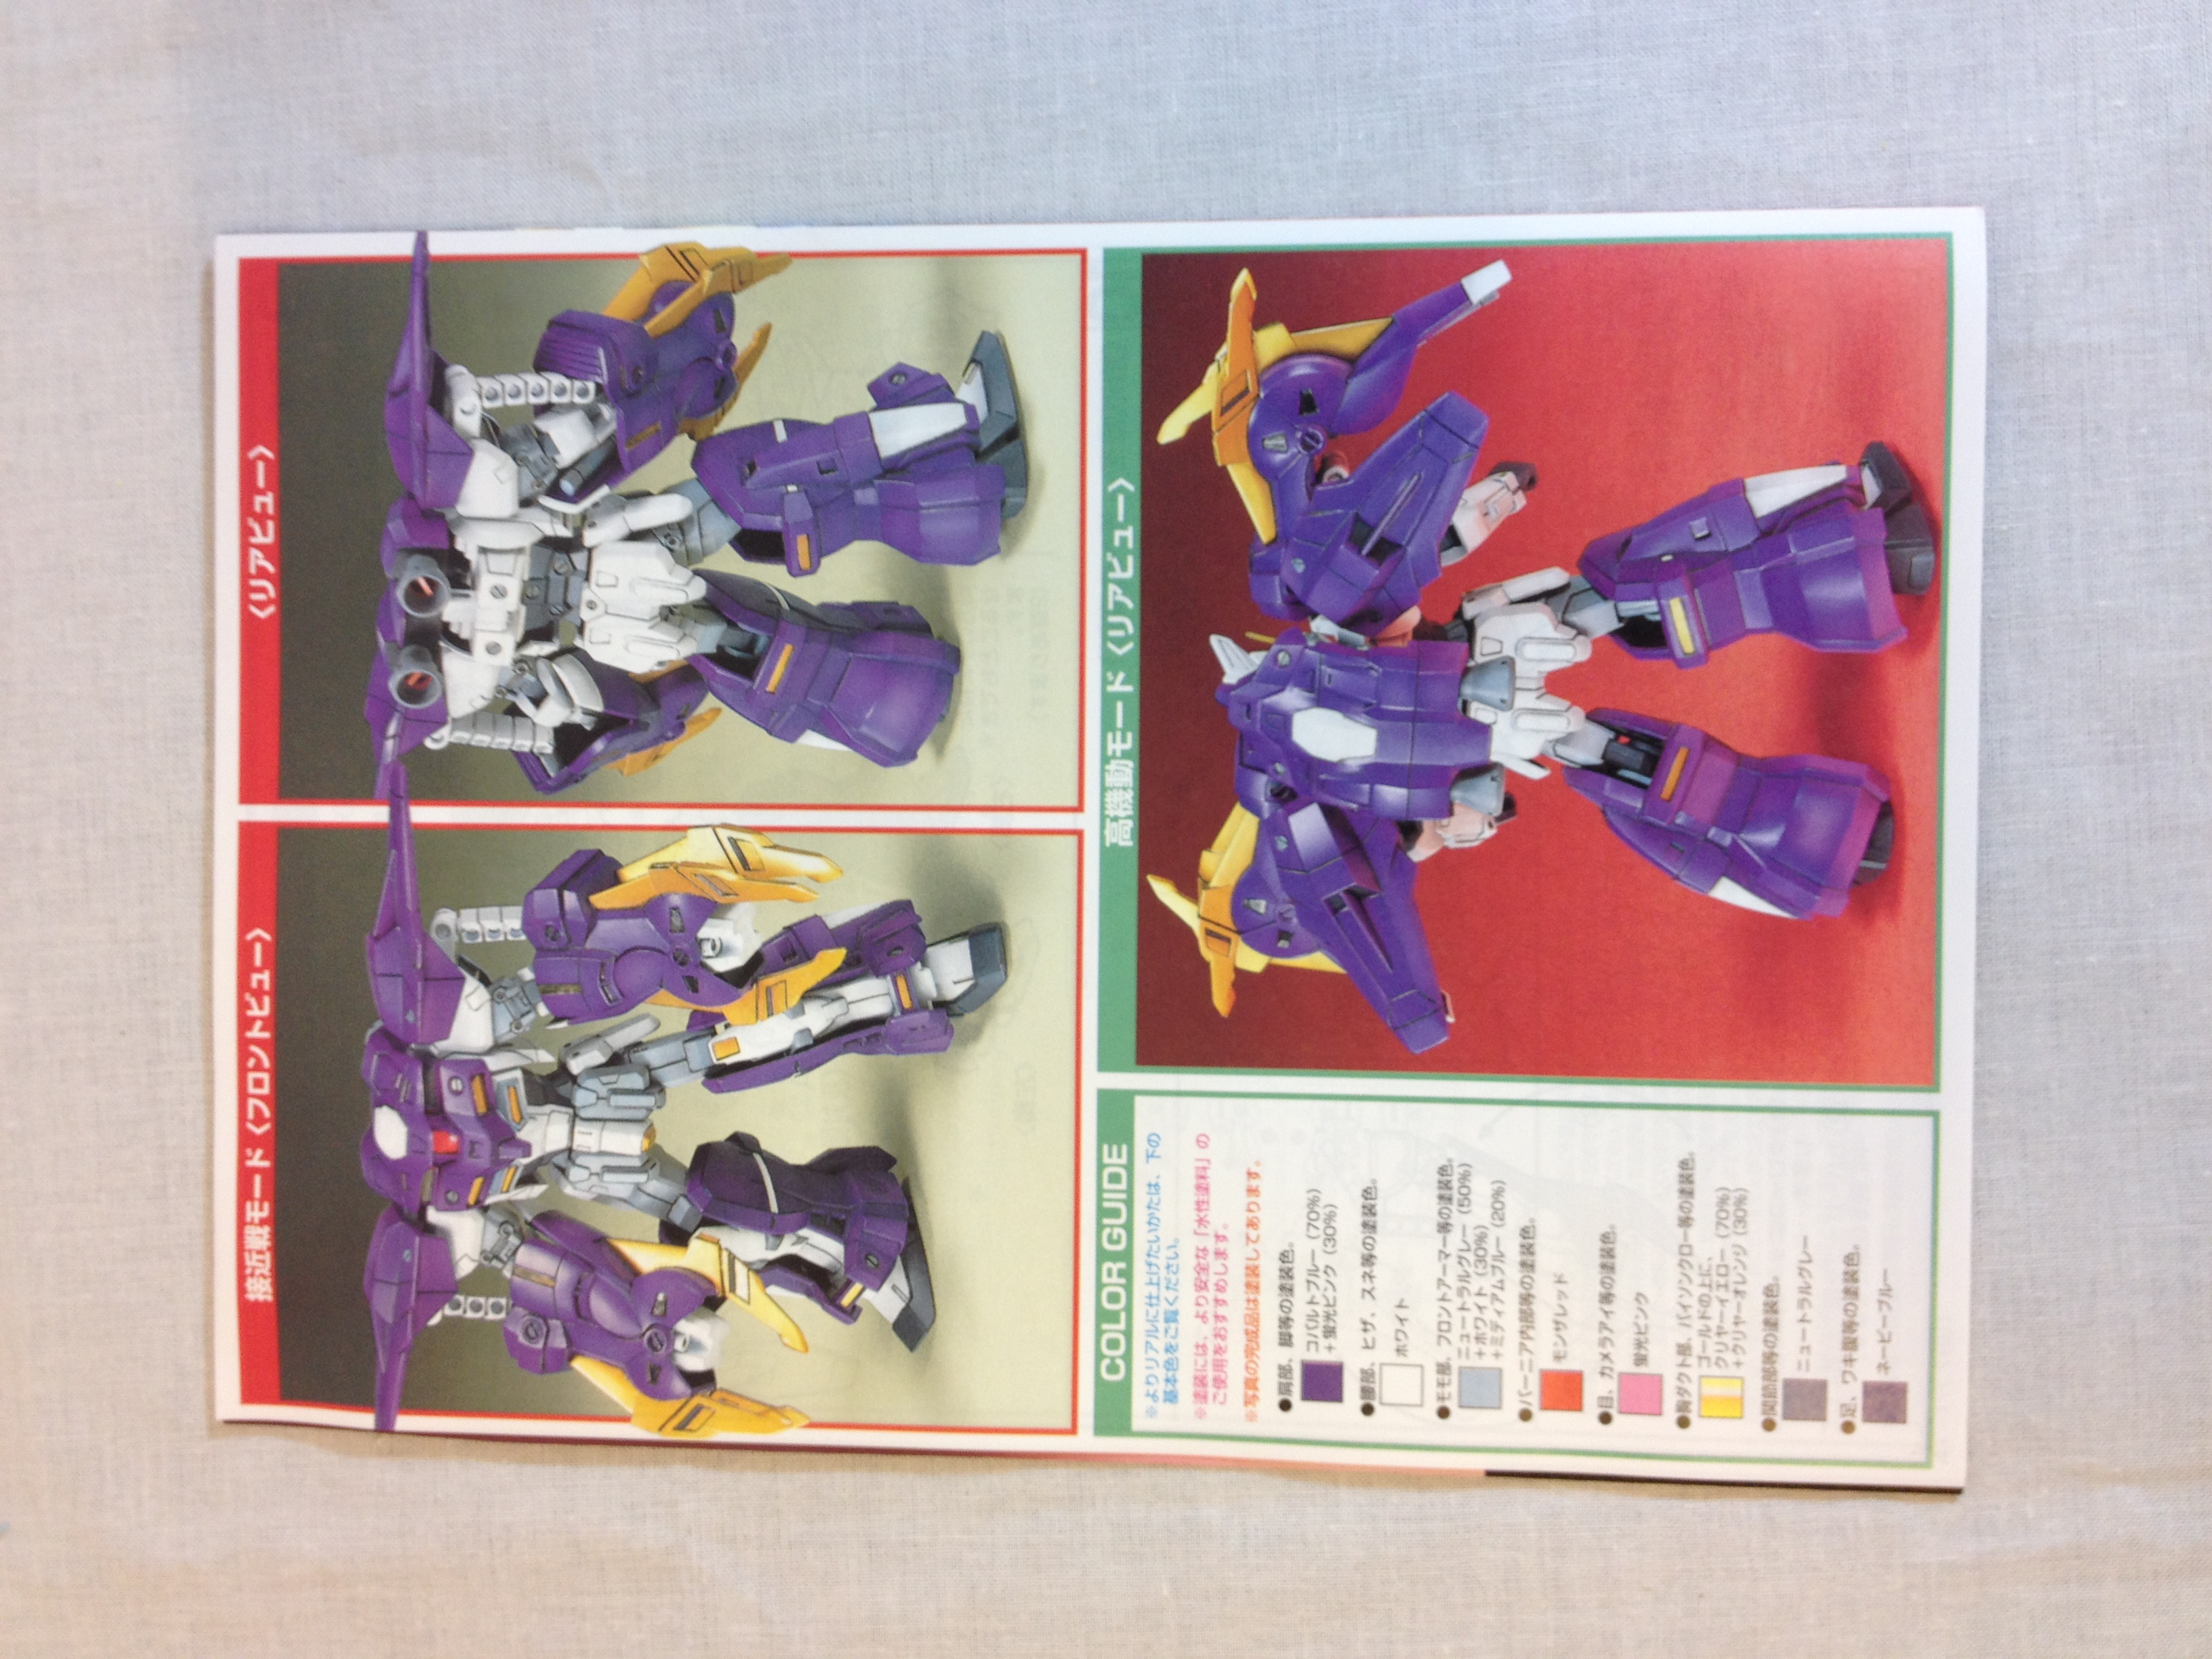 接近戦モード〈フロントビュー〉
〈リアビュー〉
COLOR GUIDE
※よりリアルに仕上げたいかたは、下の
基本色をご覧ください。
※塗装には、より安全な「水性塗料」の
ご使用をおすすめします。
※写真の完成品は塗装してあります。
●肩部、脚等の塗装色。
コバルトブルー（70%）
＋蛍光ピンク（30%）
●腰部、ヒザ、スネ等の塗装色。
ホワイト
●モモ部、フロントアーマー等の塗装色。
ニュートラルグレー（50%）
＋ホワイト（30%）
＋ミディアムブルー（20%）
●バーニア内部等の塗装色。
モンザレッド
●目、カメラアイ等の塗装色。
蛍光ピンク
●胸ダクト部、バイソンクロー等の塗装色。
ゴールドの上に、
クリヤーイエロー（70%）
＋クリヤーオレンジ（30%）
●関節部等の塗装色。
ニュートラルグレー
●足、ワキ腹等の塗装色。
ネービーブルー
高機動モード〈リアビュー〉